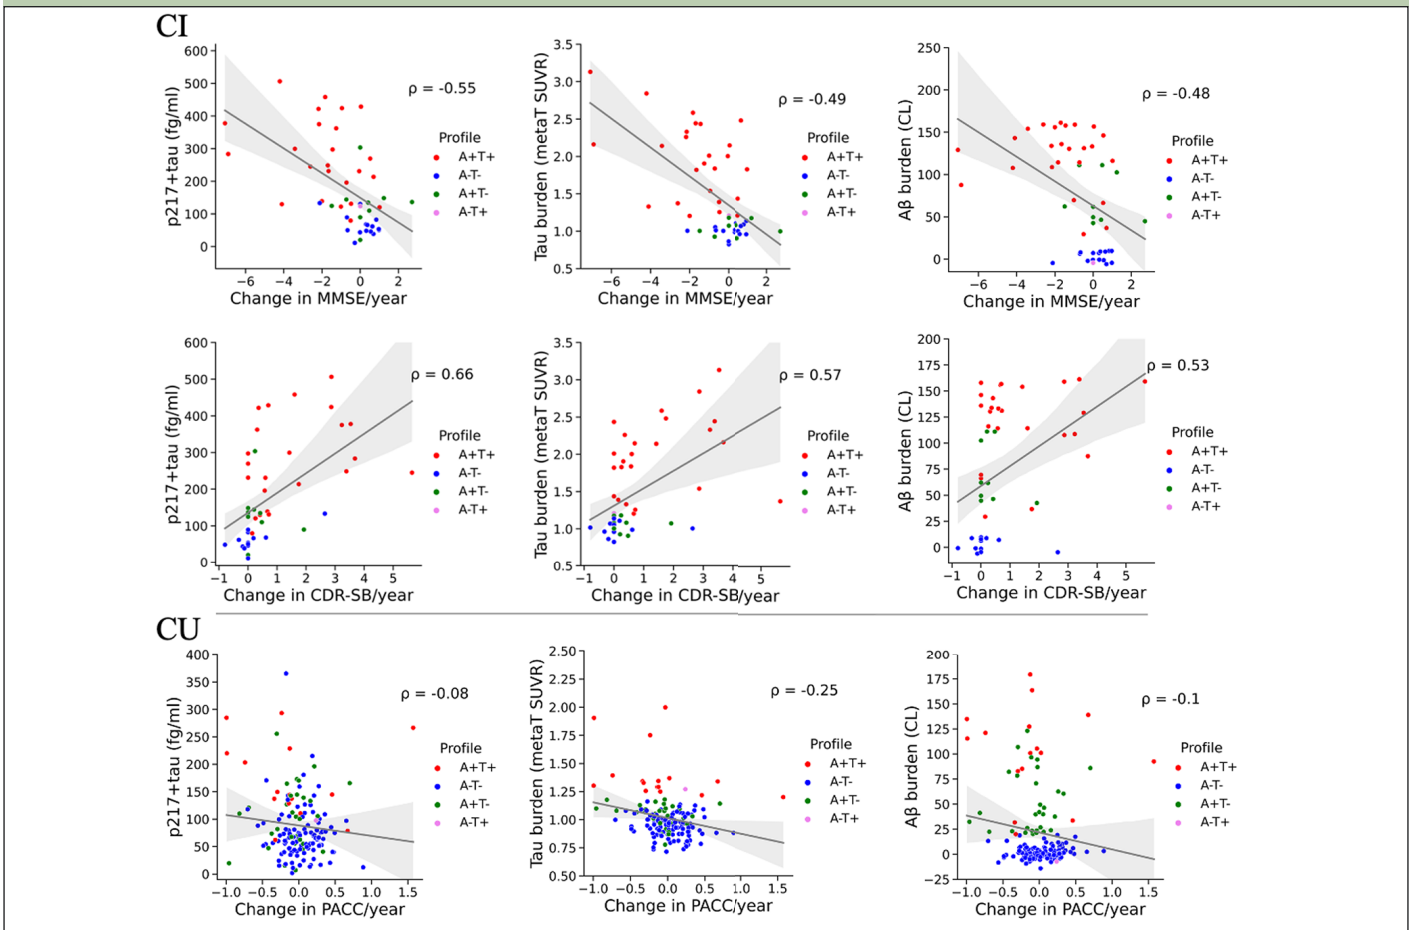 CI
600
500
400
300
200
100
0
p217+tau (fg/ml)
ρ = -0.55
Profile
A+T+
A-T-
A+T-
A-T+
−6 −4 −2 0 2
Change in MMSE/year
3.5
3.0
2.5
2.0
1.5
1.0
0.5
Tau burden (metaT SUVR)
ρ = -0.49
Profile
A+T+
A-T-
A+T-
A-T+
−6 −4 −2 0 2
Change in MMSE/year
250
200
150
100
50
0
Aβ burden (CL)
ρ = -0.48
Profile
A+T+
A-T-
A+T-
A-T+
−6 −4 −2 0 2
Change in MMSE/year
600
500
400
300
200
100
0
p217+tau (fg/ml)
ρ = 0.66
Profile
A+T+
A-T-
A+T-
A-T+
−1 0 1 2 3 4 5
Change in CDR-SB/year
3.5
3.0
2.5
2.0
1.5
1.0
0.5
Tau burden (metaT SUVR)
ρ = 0.57
Profile
A+T+
A-T-
A+T-
A-T+
−1 0 1 2 3 4 5
Change in CDR-SB/year
200
175
150
125
100
75
50
25
0
Aβ burden (CL)
ρ = 0.53
Profile
A+T+
A-T-
A+T-
A-T+
−1 0 1 2 3 4 5
Change in CDR-SB/year
CU
400
350
300
250
200
150
100
50
0
p217+tau (fg/ml)
ρ = -0.08
Profile
A+T+
A-T-
A+T-
A-T+
−1.0 −0.5 0.0 0.5 1.0 1.5
Change in PACC/year
2.50
2.25
2.00
1.75
1.50
1.25
1.00
0.75
0.50
Tau burden (metaT SUVR)
ρ = -0.25
Profile
A+T+
A-T-
A+T-
A-T+
−1.0 −0.5 0.0 0.5 1.0 1.5
Change in PACC/year
200
175
150
125
100
75
50
25
0
−25
Aβ burden (CL)
ρ = -0.1
Profile
A+T+
A-T-
A+T-
A-T+
−1.0 −0.5 0.0 0.5 1.0 1.5
Change in PACC/year